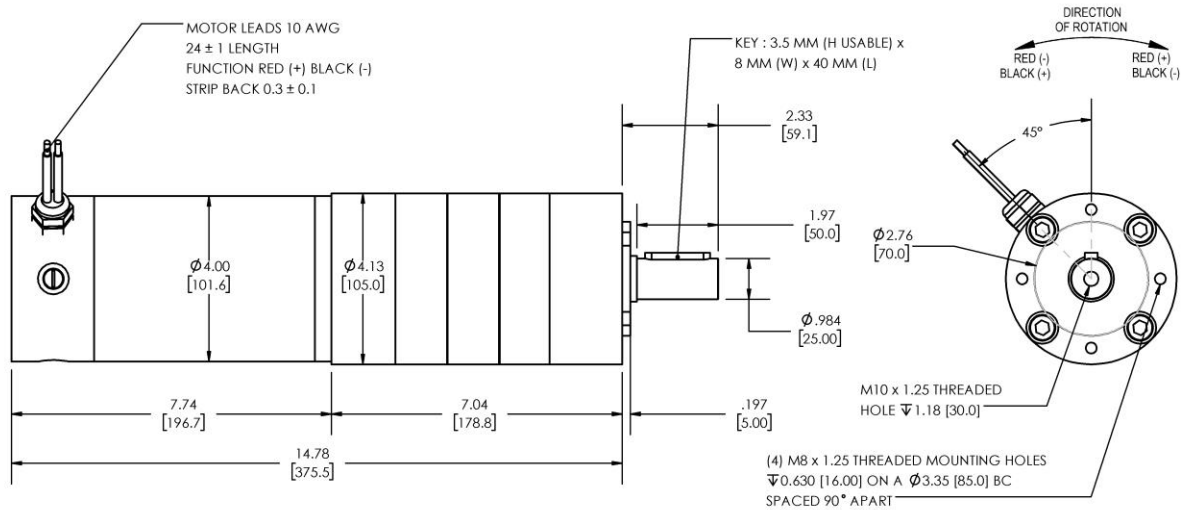 MOTOR LEADS 10 AWG
24 ± 1 LENGTH
FUNCTION RED (+) BLACK (-)
STRIP BACK 0.3 ± 0.1
KEY : 3.5 MM (H USABLE) x
8 MM (W) x 40 MM (L)
DIRECTION
OF ROTATION
RED (-)
BLACK (+)
RED (+)
BLACK (-)
45°
2.33
[59.1]
1.97
[50.0]
Ø4.00
[101.6]
Ø4.13
[105.0]
Ø.984
[25.00]
Ø2.76
[70.0]
7.74
[196.7]
7.04
[178.8]
.197
[5.00]
14.78
[375.5]
M10 x 1.25 THREADED
HOLE ↧1.18 [30.0]
(4) M8 x 1.25 THREADED MOUNTING HOLES
↧0.630 [16.00] ON A Ø3.35 [85.0] BC
SPACED 90° APART